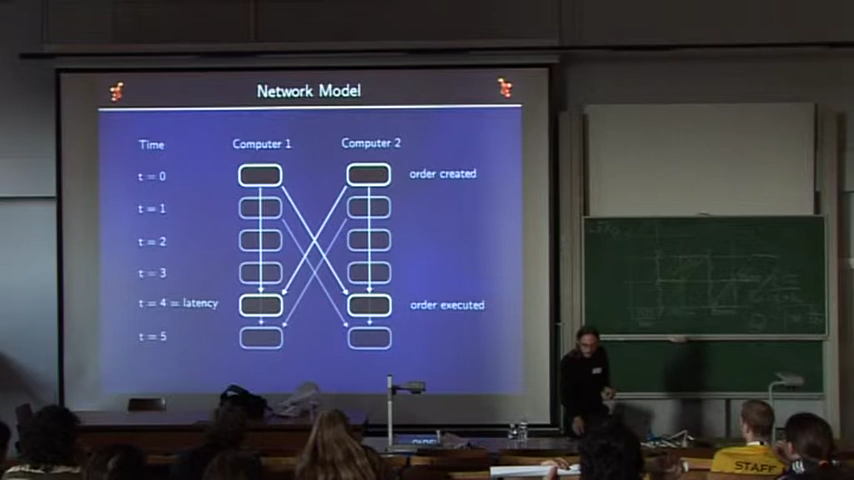 Network Model
Time Computer 1 Computer 2
t = 0 order created
t = 1
t = 2
t = 3
t = 4 = latency order executed
t = 5
STAFF